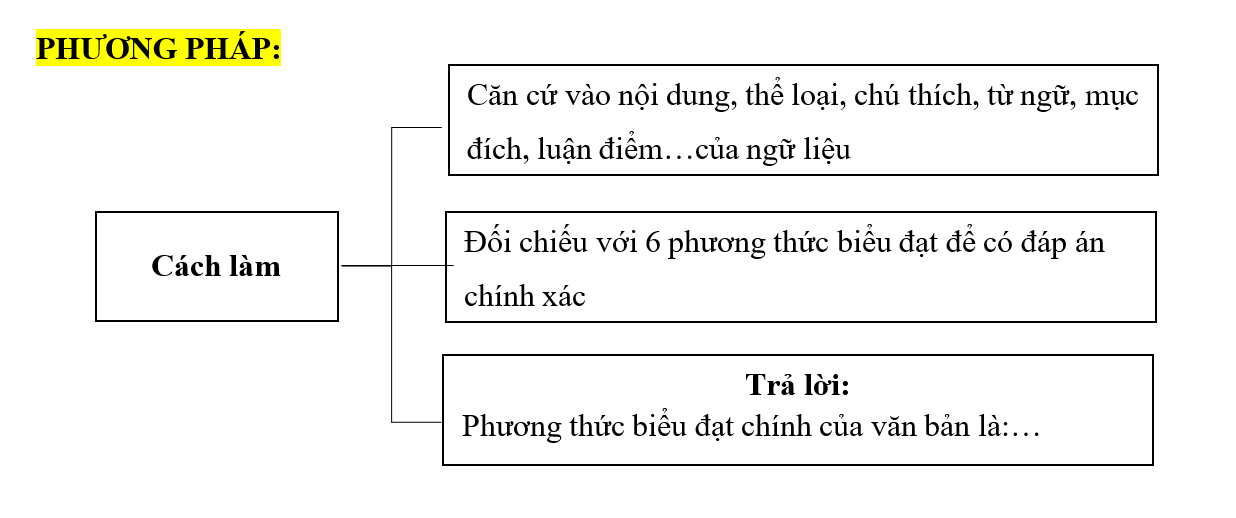 PHƯƠNG PHÁP:
Căn cứ vào nội dung, thể loại, chú thích, từ ngữ, mục
đích, luận điểm…của ngữ liệu
Cách làm
Đối chiếu với 6 phương thức biểu đạt để có đáp án
chính xác
Trả lời:
Phương thức biểu đạt chính của văn bản là:…